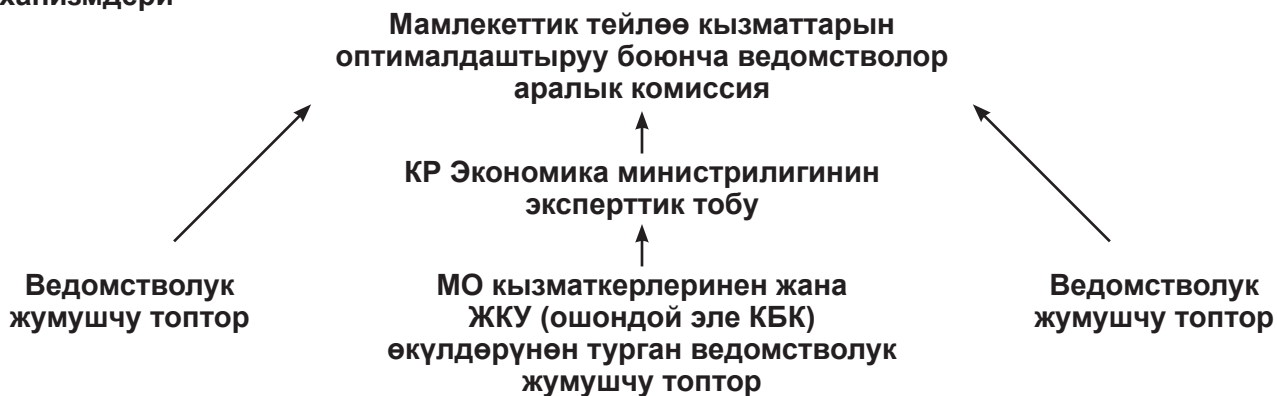 ханизмдери
Мамлекеттик тейлөө кызматтарын
оптималдаштыруу боюнча ведомстволор
аралык комиссия
КР Экономика министрилигинин
эксперттик тобу
Ведомстволук
жумушчу топтор
МО кызматкерлеринен жана
ЖКУ (ошондой эле КБК)
өкүлдөрүнөн турган ведомстволук
жумушчу топтор
Ведомстволук
жумушчу топтор